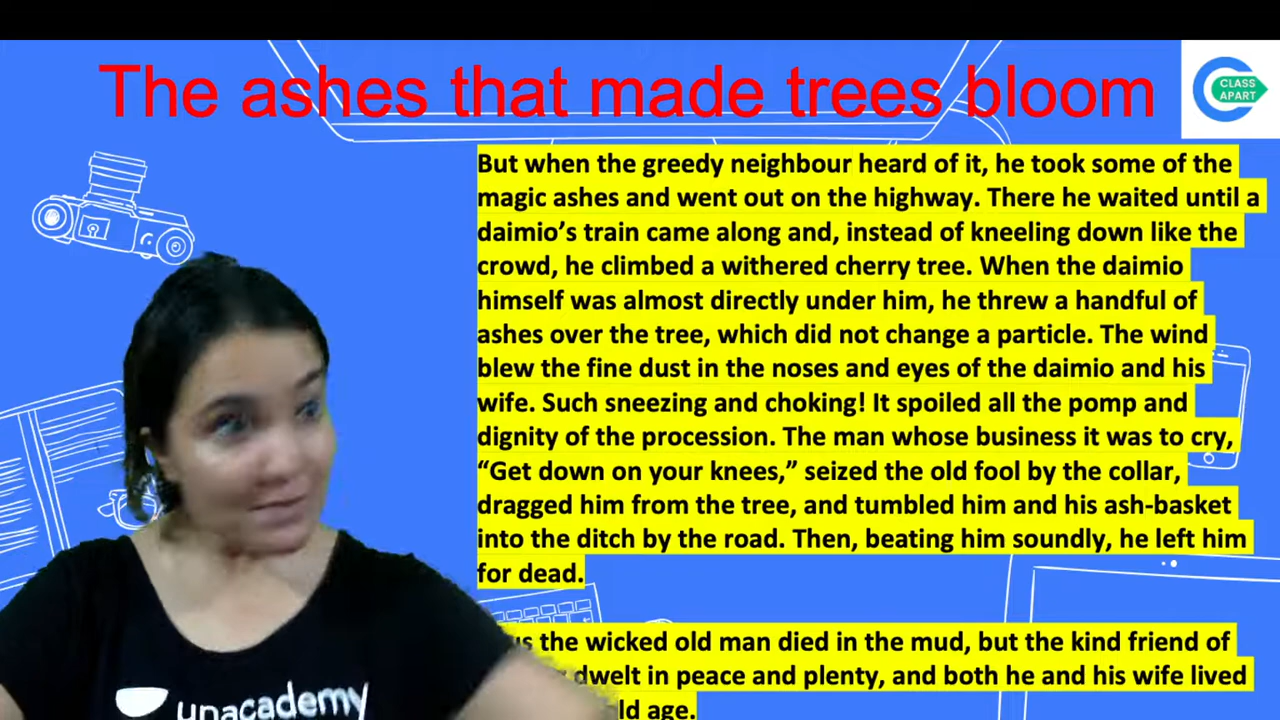 The ashes that made trees bloom
CLASS
APART
But when the greedy neighbour heard of it, he took some of the
magic ashes and went out on the highway. There he waited until a
daimio’s train came along and, instead of kneeling down like the
crowd, he climbed a withered cherry tree. When the daimio
himself was almost directly under him, he threw a handful of
ashes over the tree, which did not change a particle. The wind
blew the fine dust in the noses and eyes of the daimio and his
wife. Such sneezing and choking! It spoiled all the pomp and
dignity of the procession. The man whose business it was to cry,
“Get down on your knees,” seized the old fool by the collar,
dragged him from the tree, and tumbled him and his ash-basket
into the ditch by the road. Then, beating him soundly, he left him
for dead.
the wicked old man died in the mud, but the kind friend of
dwelt in peace and plenty, and both he and his wife lived
age.
unacademy